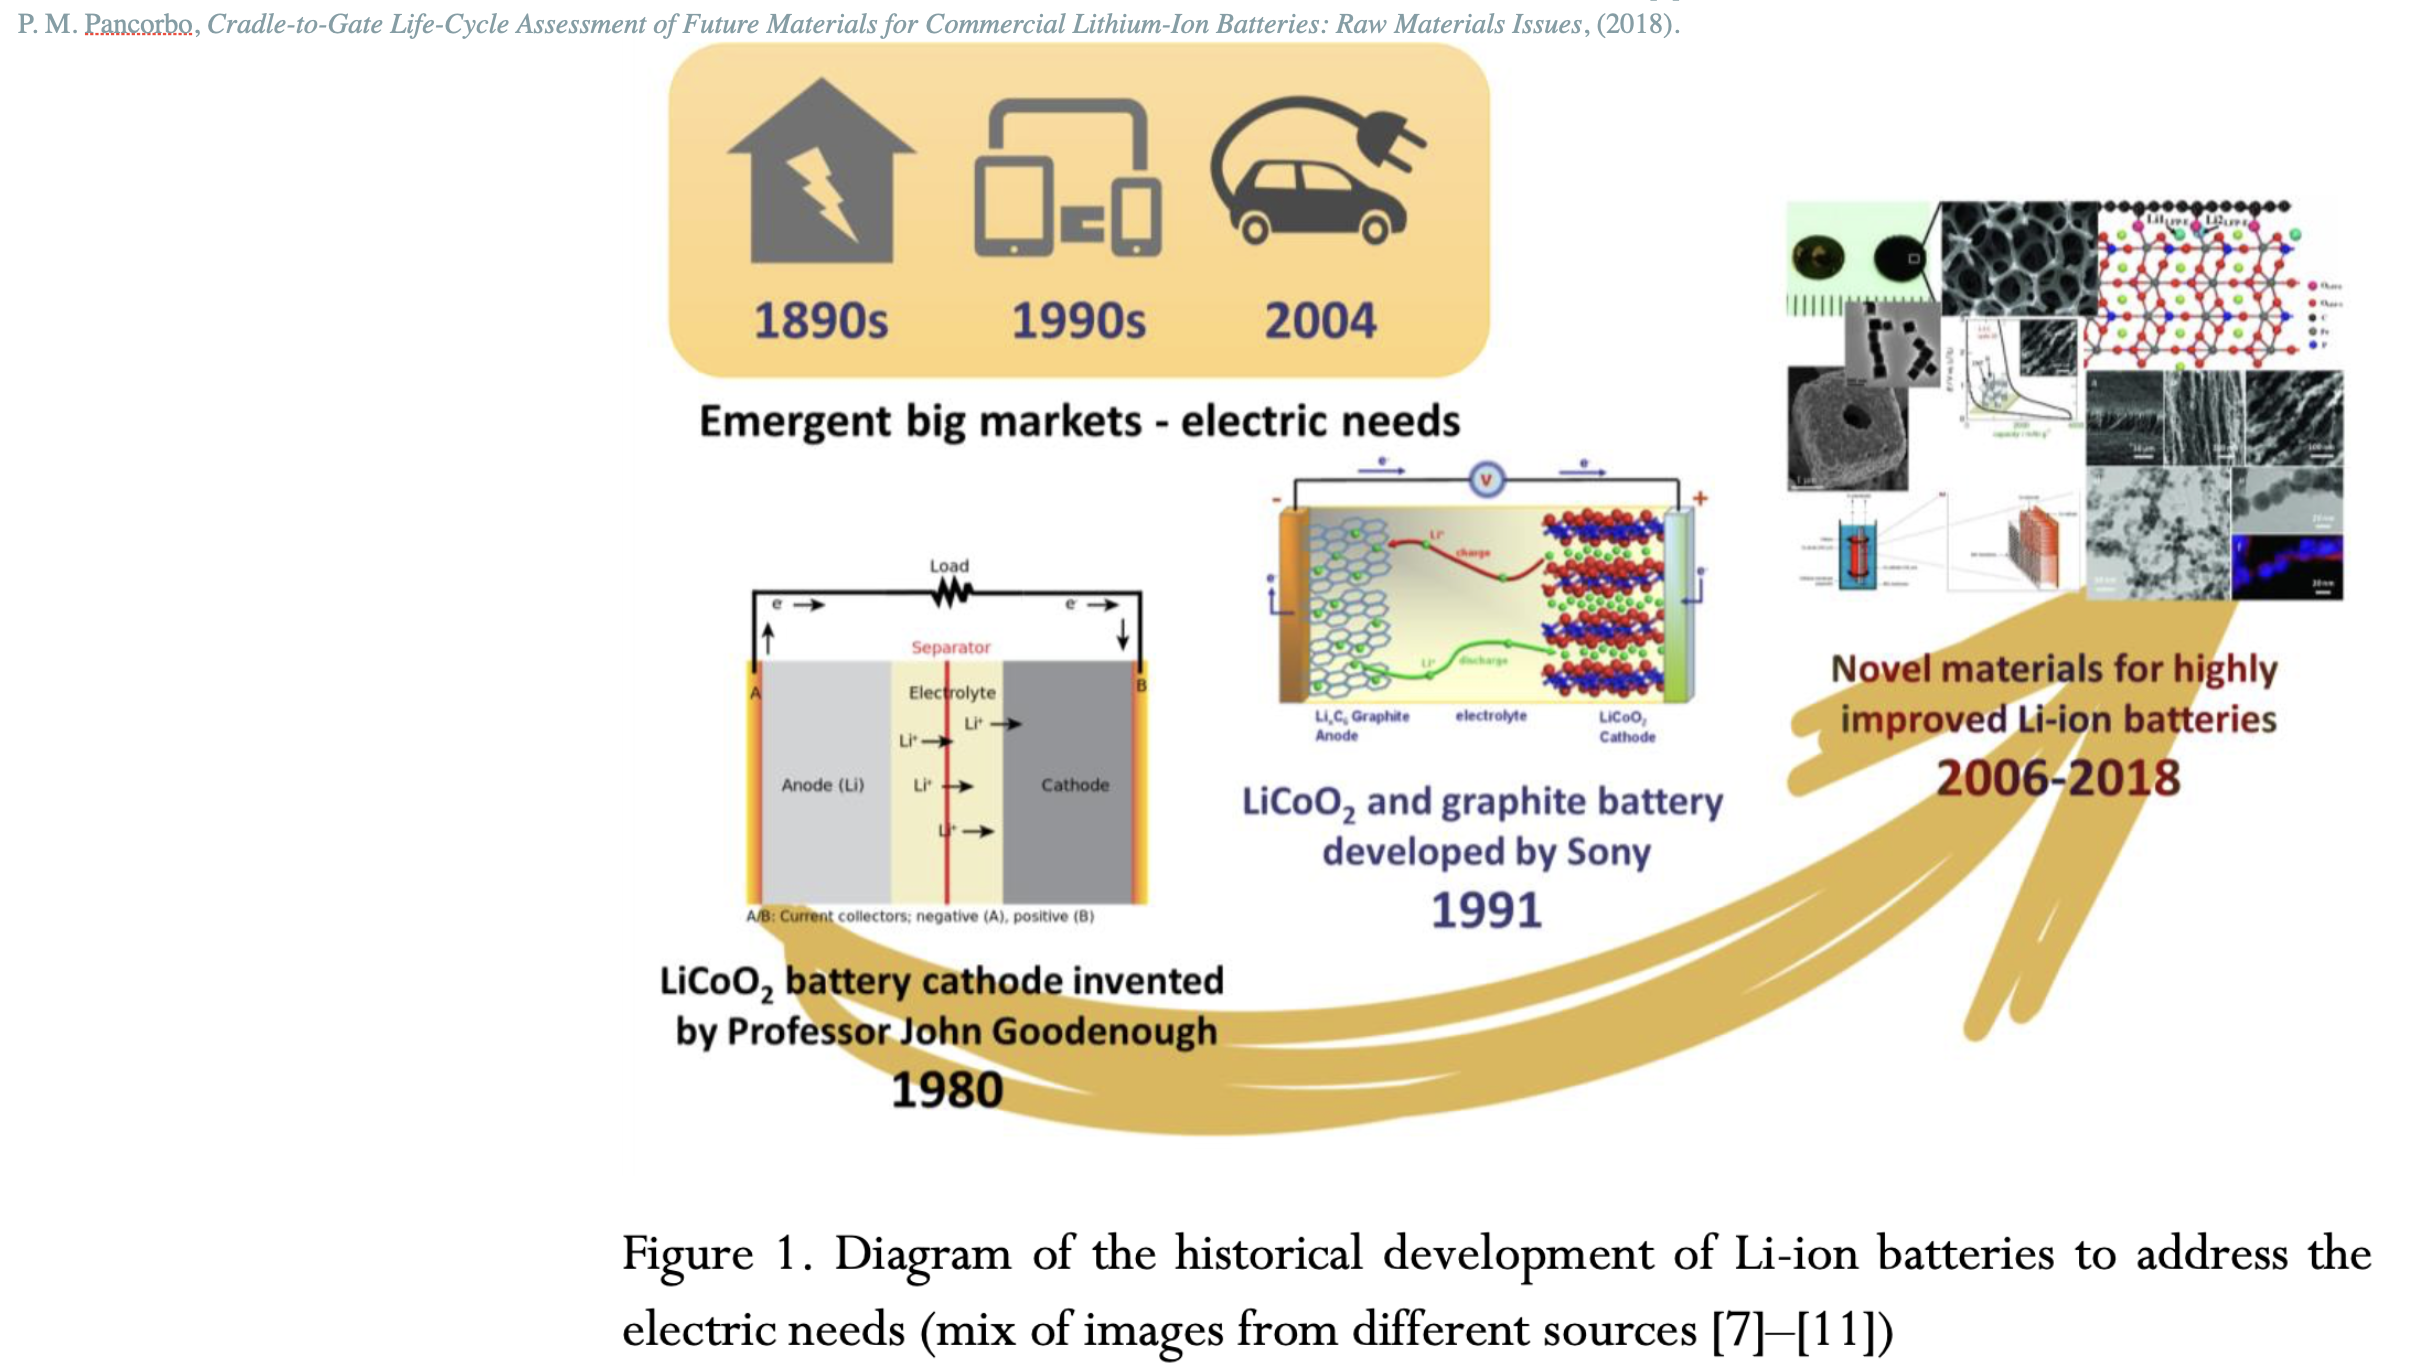 P. M. Pancorbo, Cradle-to-Gate Life-Cycle Assessment of Future Materials for Commercial Lithium-Ion Batteries: Raw Materials Issues, (2018).
1890s
1990s
2004
Emergent big markets - electric needs
Load
e⁻
e⁻
Separator
A
B
Electrolyte
Li⁺
Li⁺
Anode (Li)
Li⁺
Cathode
Li⁺
A/B: Current collectors; negative (A), positive (B)
LiCoO₂ battery cathode invented
by Professor John Goodenough
1980
e⁻
e⁻
V
-
+
Li⁺
charge
e⁻
e⁻
Li⁺
discharge
LiₓC₆ Graphite
Anode
electrolyte
LiCoO₂
Cathode
LiCoO₂ and graphite battery
developed by Sony
1991
C
Fe
P
Novel materials for highly
improved Li-ion batteries
2006-2018
Figure 1. Diagram of the historical development of Li-ion batteries to address the
electric needs (mix of images from different sources [7]–[11])